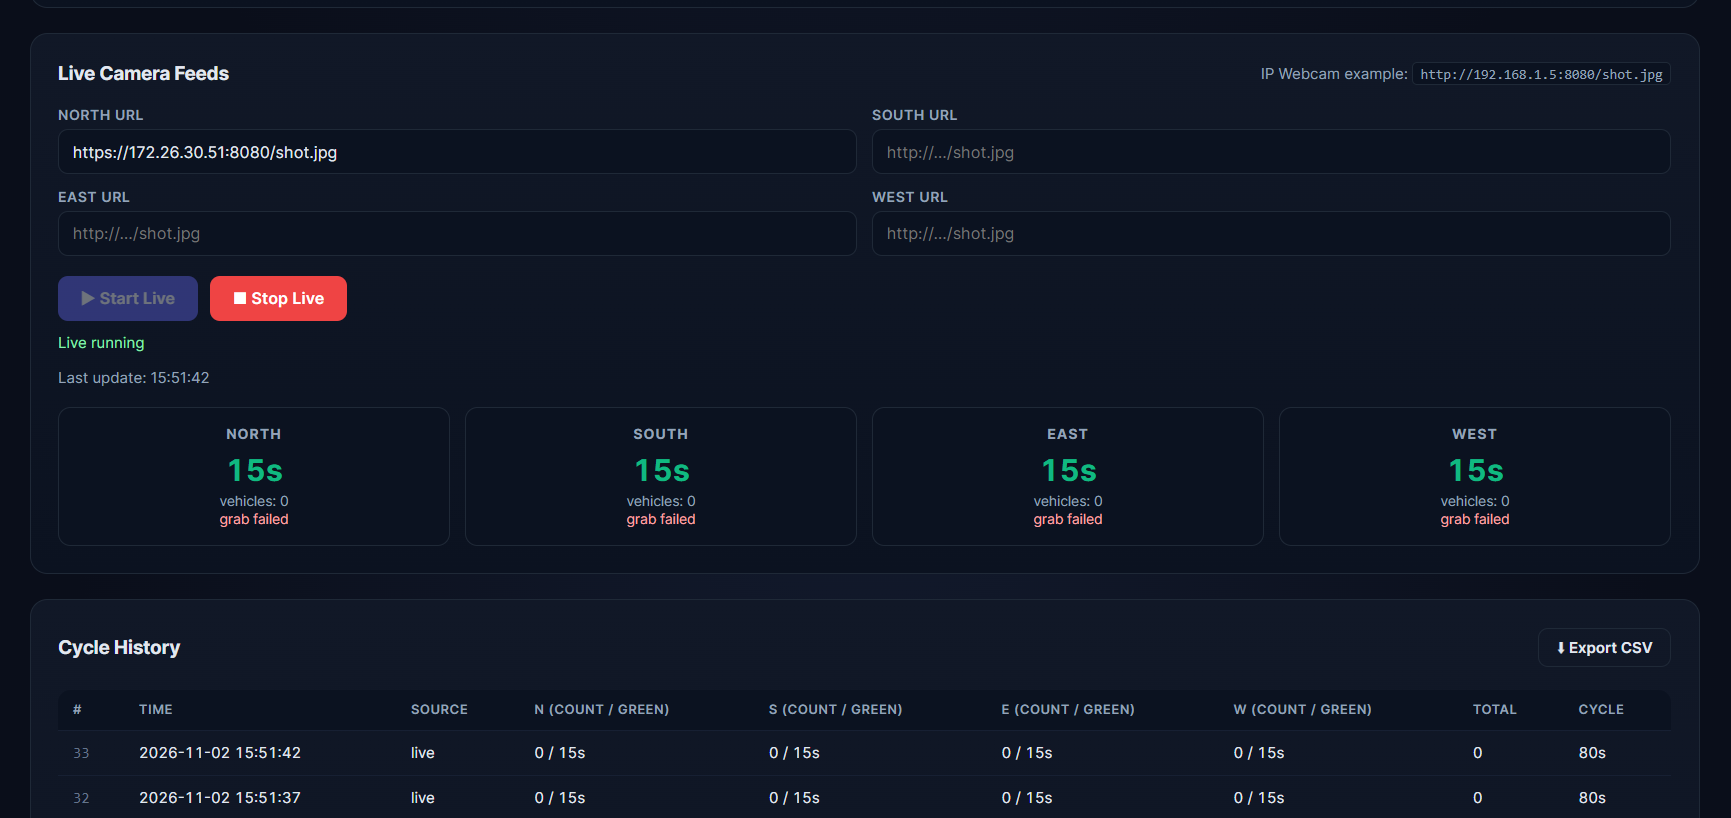 Live Camera Feeds
IP Webcam example: http://192.168.1.5:8080/shot.jpg
NORTH URL
SOUTH URL
https://172.26.30.51:8080/shot.jpg
http://.../shot.jpg
EAST URL
WEST URL
http://.../shot.jpg
http://.../shot.jpg
▶ Start Live
■ Stop Live
Live running
Last update: 15:51:42
NORTH
15s
vehicles: 0
grab failed
SOUTH
15s
vehicles: 0
grab failed
EAST
15s
vehicles: 0
grab failed
WEST
15s
vehicles: 0
grab failed
Cycle History
⬇ Export CSV
# TIME SOURCE N (COUNT / GREEN) S (COUNT / GREEN) E (COUNT / GREEN) W (COUNT / GREEN) TOTAL CYCLE
33 2026-11-02 15:51:42 live 0 / 15s 0 / 15s 0 / 15s 0 / 15s 0 80s
32 2026-11-02 15:51:37 live 0 / 15s 0 / 15s 0 / 15s 0 / 15s 0 80s